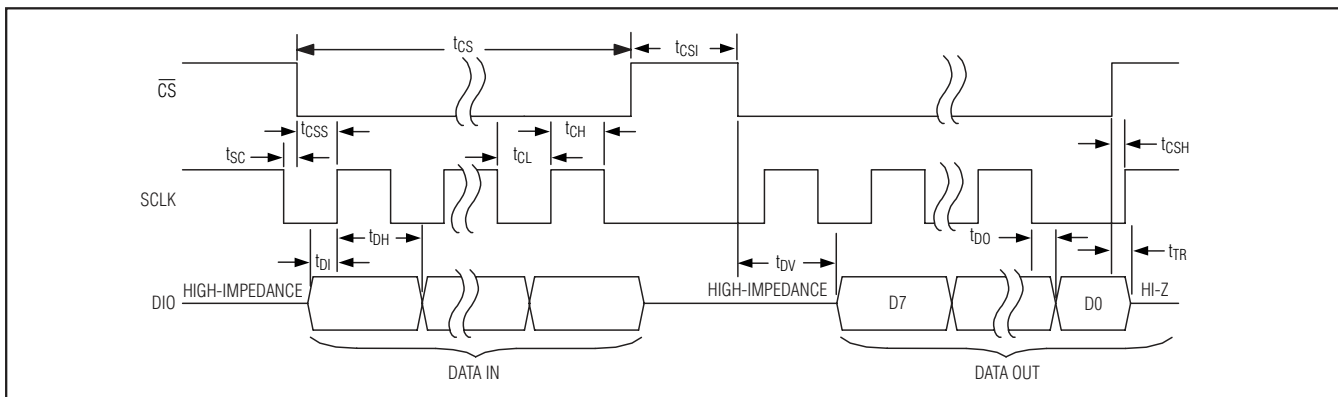 tCS
tCSI
CS
tCSS
tCH
tSC
tCL
tCSH
SCLK
tDH
tDO
tDI
tDV
tTR
DIO
HIGH-IMPEDANCE
HIGH-IMPEDANCE
D7
D0
HI-Z
DATA IN
DATA OUT